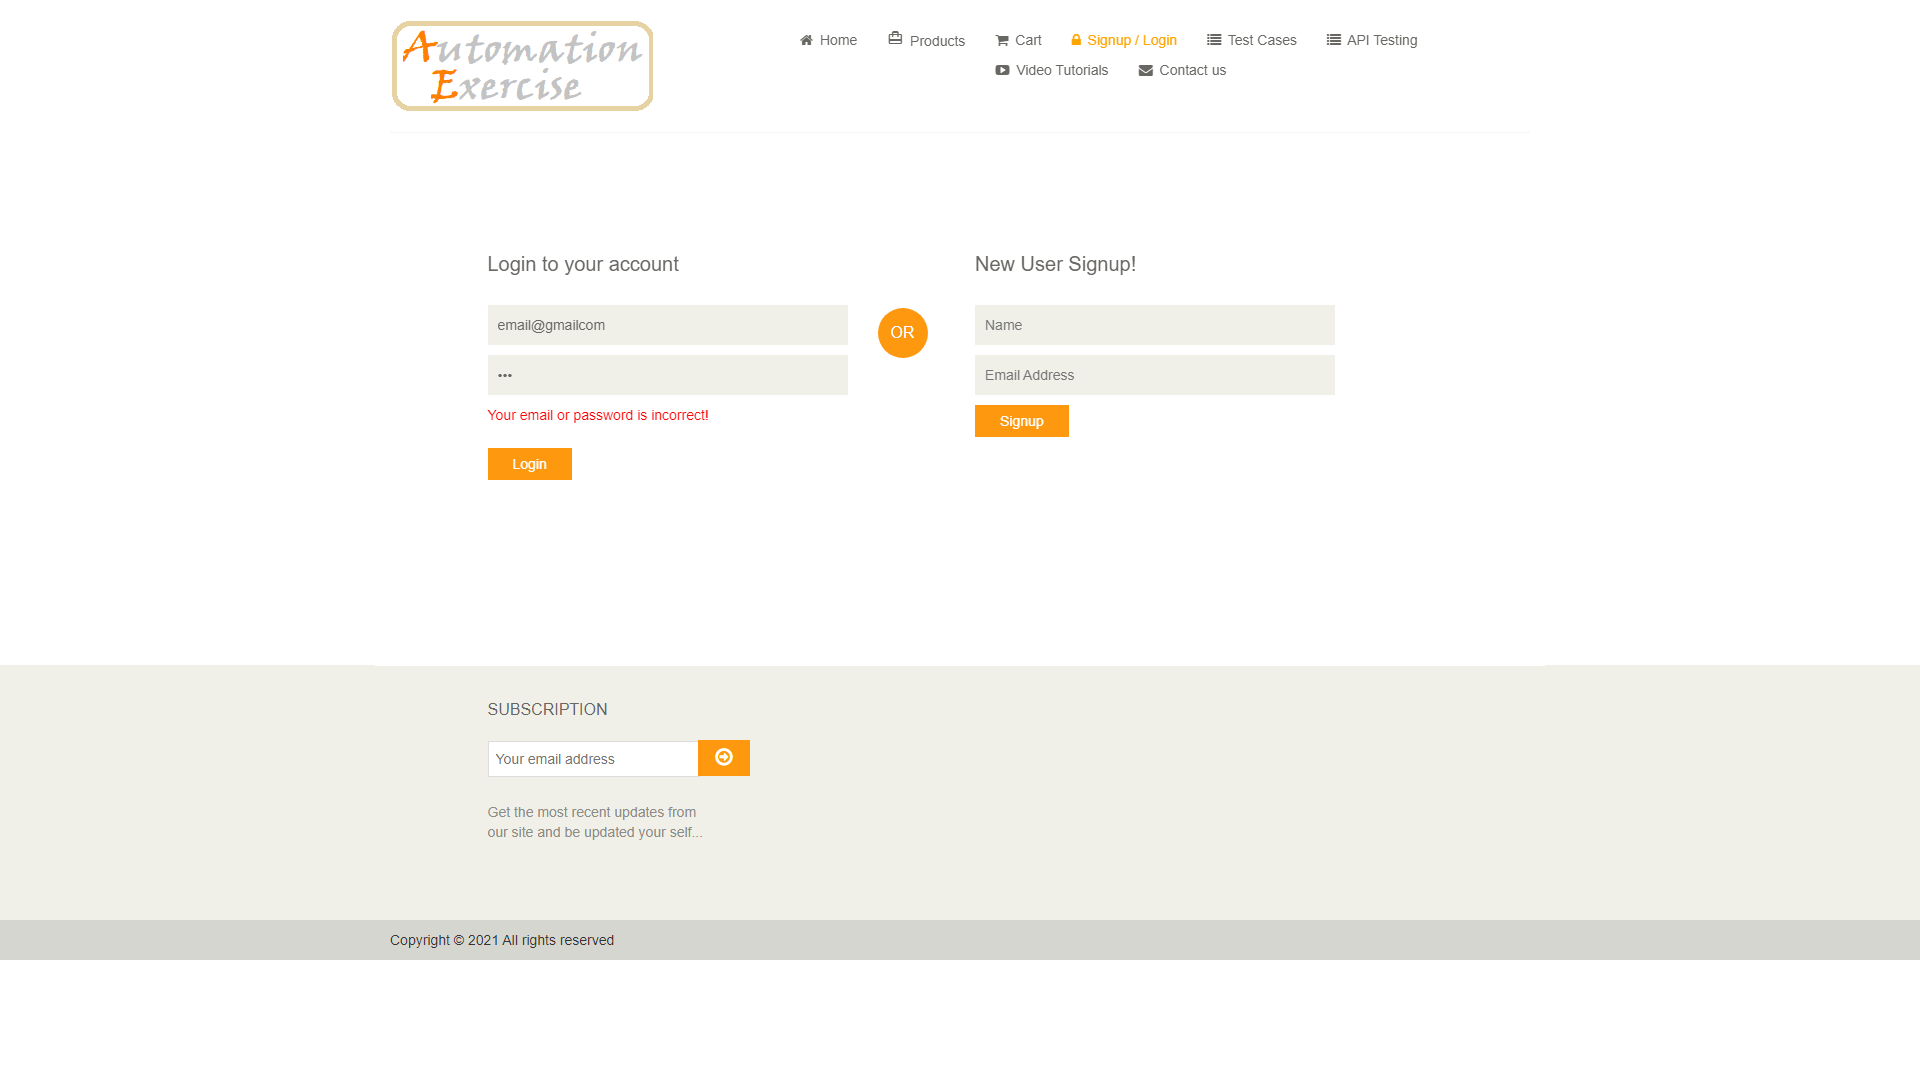 Automation
Exercise
Home
Products
Cart
Signup / Login
Test Cases
API Testing
Video Tutorials
Contact us
Login to your account
email@gmailcom
•••
Your email or password is incorrect!
Login
OR
New User Signup!
Name
Email Address
Signup
SUBSCRIPTION
Your email address
Get the most recent updates from
our site and be updated your self...
Copyright © 2021 All rights reserved